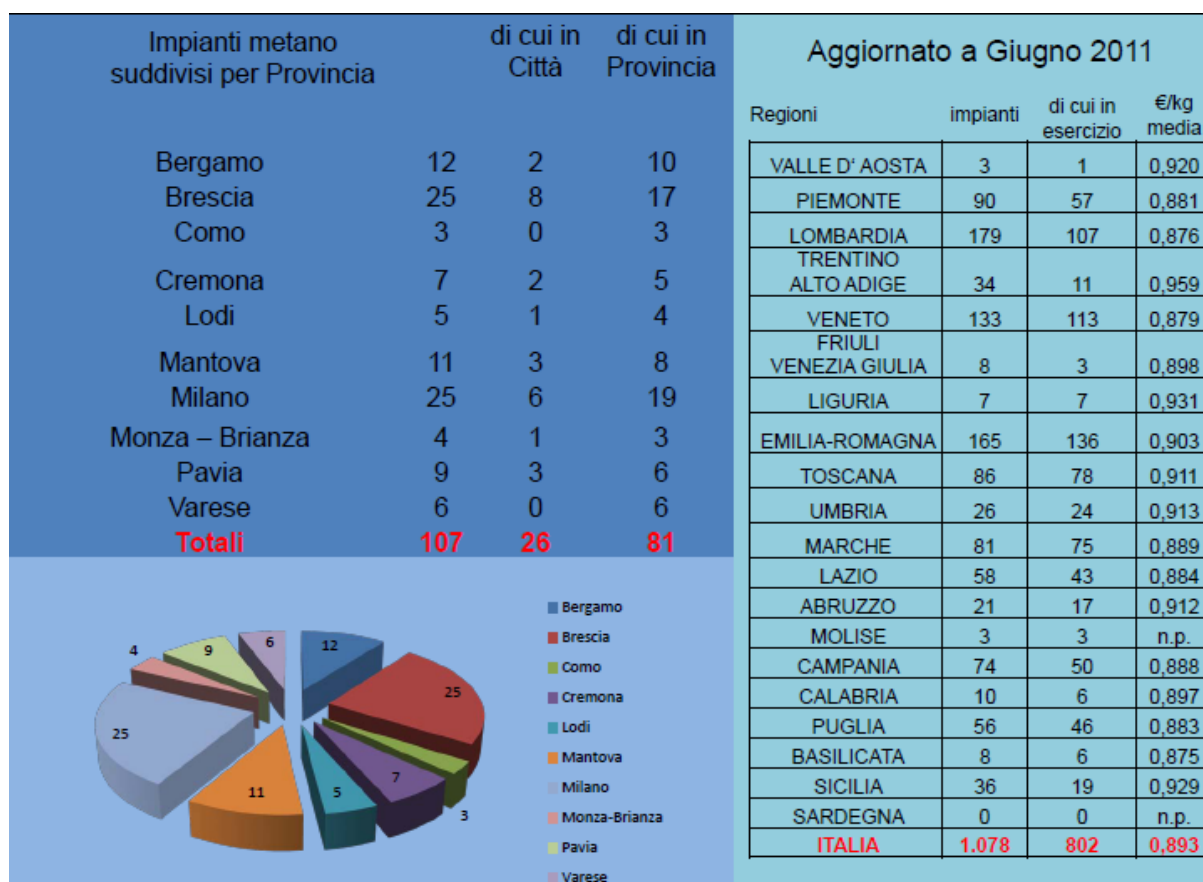 Impianti metano suddivisi per Provincia
di cui in Città
di cui in Provincia
Bergamo 12 2 10
Brescia 25 8 17
Como 3 0 3
Cremona 7 2 5
Lodi 5 1 4
Mantova 11 3 8
Milano 25 6 19
Monza – Brianza 4 1 3
Pavia 9 3 6
Varese 6 0 6
Totali 107 26 81
12
25
3
7
5
11
25
4
9
6
Bergamo
Brescia
Como
Cremona
Lodi
Mantova
Milano
Monza-Brianza
Pavia
Varese
Aggiornato a Giugno 2011
Regioni impianti di cui in esercizio €/kg media
VALLE D' AOSTA 3 1 0,920
PIEMONTE 90 57 0,881
LOMBARDIA 179 107 0,876
TRENTINO
ALTO ADIGE 34 11 0,959
VENETO 133 113 0,879
FRIULI
VENEZIA GIULIA 8 3 0,898
LIGURIA 7 7 0,931
EMILIA-ROMAGNA 165 136 0,903
TOSCANA 86 78 0,911
UMBRIA 26 24 0,913
MARCHE 81 75 0,889
LAZIO 58 43 0,884
ABRUZZO 21 17 0,912
MOLISE 3 3 n.p.
CAMPANIA 74 50 0,888
CALABRIA 10 6 0,897
PUGLIA 56 46 0,883
BASILICATA 8 6 0,875
SICILIA 36 19 0,929
SARDEGNA 0 0 n.p.
ITALIA 1.078 802 0,893